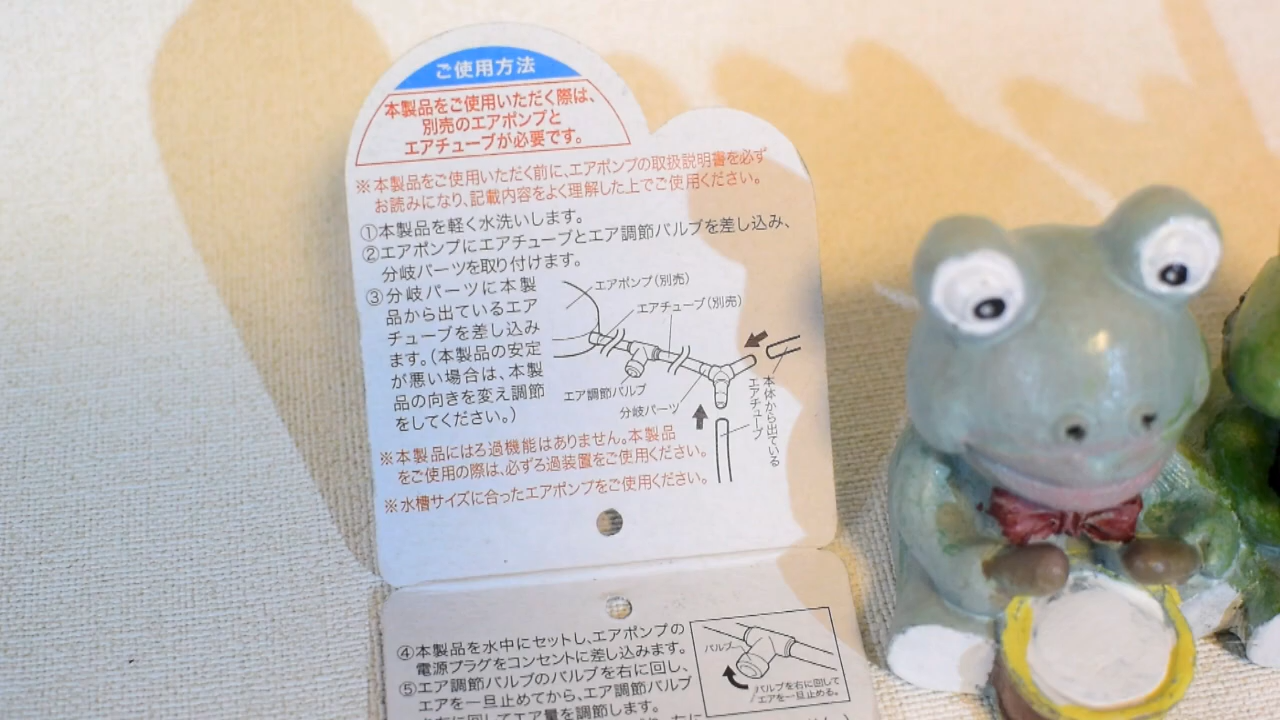 ご使用方法
本製品をご使用いただく際は、
別売のエアポンプと
エアチューブが必要です。
※本製品をご使用いただく前に、エアポンプの取扱説明書を必ず
お読みになり、記載内容をよく理解した上でご使用ください。
①本製品を軽く水洗いします。
②エアポンプにエアチューブとエア調節バルブを差し込み、
分岐パーツを取り付けます。
③分岐パーツに本製
品から出ているエア
チューブを差し込み
ます。(本製品の安定
が悪い場合は、本製
品の向きを変え調節
をしてください。)
エアポンプ(別売)
エアチューブ(別売)
エア調節バルブ
分岐パーツ
本体から出ている
エアチューブ
※本製品にはろ過機能はありません。本製品
をご使用の際は、必ずろ過装置をご使用ください。
※水槽サイズに合ったエアポンプをご使用ください。
④本製品を水中にセットし、エアポンプの
電源プラグをコンセントに差し込みます。
⑤エア調節バルブのバルブを右に回し、
エアを一旦止めてから、エア調節バルブ
を左に回してエア量を調節します。
バルブ
バルブを右に回して
エアを一旦止める。